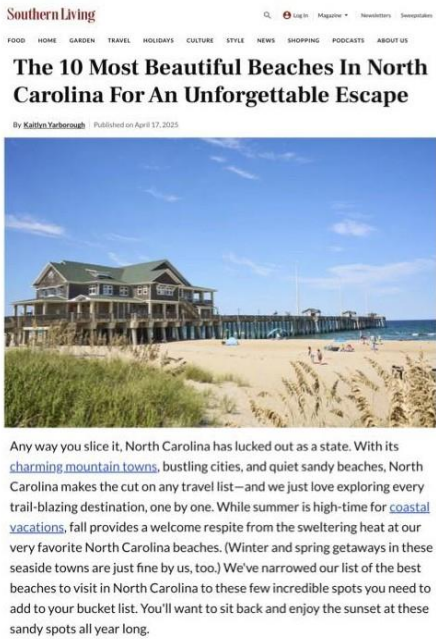 Southern Living
Log In Magazine Newsletters Sweepstakes
FOOD HOME GARDEN TRAVEL HOLIDAYS CULTURE STYLE NEWS SHOPPING PODCASTS ABOUT US
The 10 Most Beautiful Beaches In North
Carolina For An Unforgettable Escape
By Kaitlyn Yarborough Published on April 17, 2025
Any way you slice it, North Carolina has lucked out as a state. With its
charming mountain towns, bustling cities, and quiet sandy beaches, North
Carolina makes the cut on any travel list—and we just love exploring every
trail-blazing destination, one by one. While summer is high-time for coastal
vacations, fall provides a welcome respite from the sweltering heat at our
very favorite North Carolina beaches. (Winter and spring getaways in these
seaside towns are just fine by us, too.) We've narrowed our list of the best
beaches to visit in North Carolina to these few incredible spots you need to
add to your bucket list. You'll want to sit back and enjoy the sunset at these
sandy spots all year long.